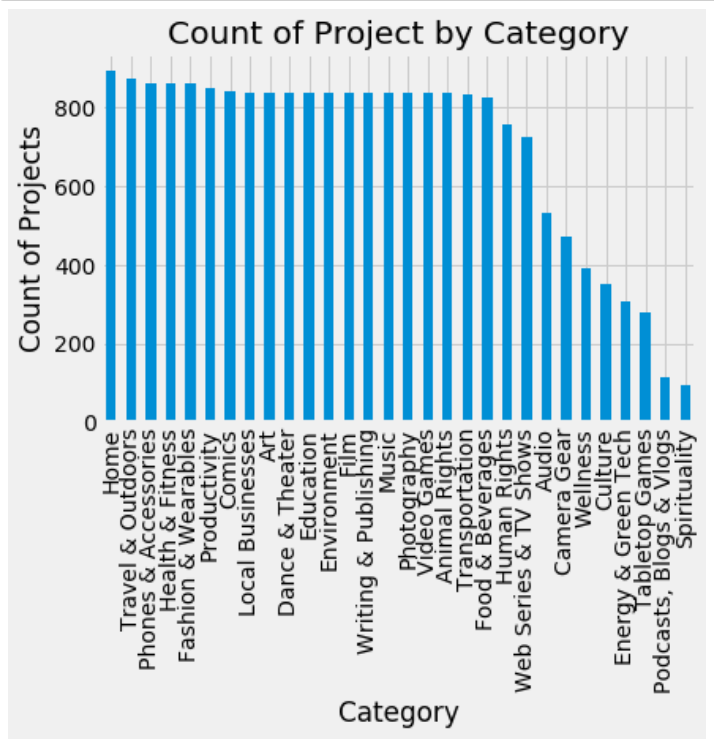 Count of Project by Category
Count of Projects
800
600
400
200
0
Home
Travel & Outdoors
Phones & Accessories
Health & Fitness
Fashion & Wearables
Productivity
Comics
Local Businesses
Art
Dance & Theater
Education
Environment
Film
Writing & Publishing
Music
Photography
Video Games
Animal Rights
Transportation
Food & Beverages
Human Rights
Web Series & TV Shows
Audio
Camera Gear
Wellness
Culture
Energy & Green Tech
Tabletop Games
Podcasts, Blogs & Vlogs
Spirituality
Category